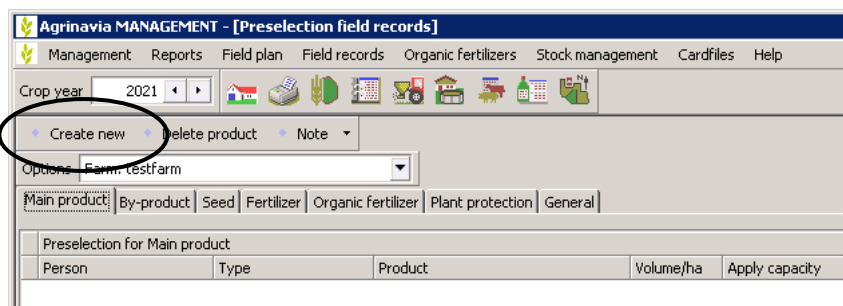 Agrinavia MANAGEMENT - [Preselection field records]
Management Reports Field plan Field records Organic fertilizers Stock management Cardfiles Help
Crop year 2021
Create new Delete product Note
Options Farm: testfarm
Main product By-product Seed Fertilizer Organic fertilizer Plant protection General
Preselection for Main product
Person Type Product Volume/ha Apply capacity